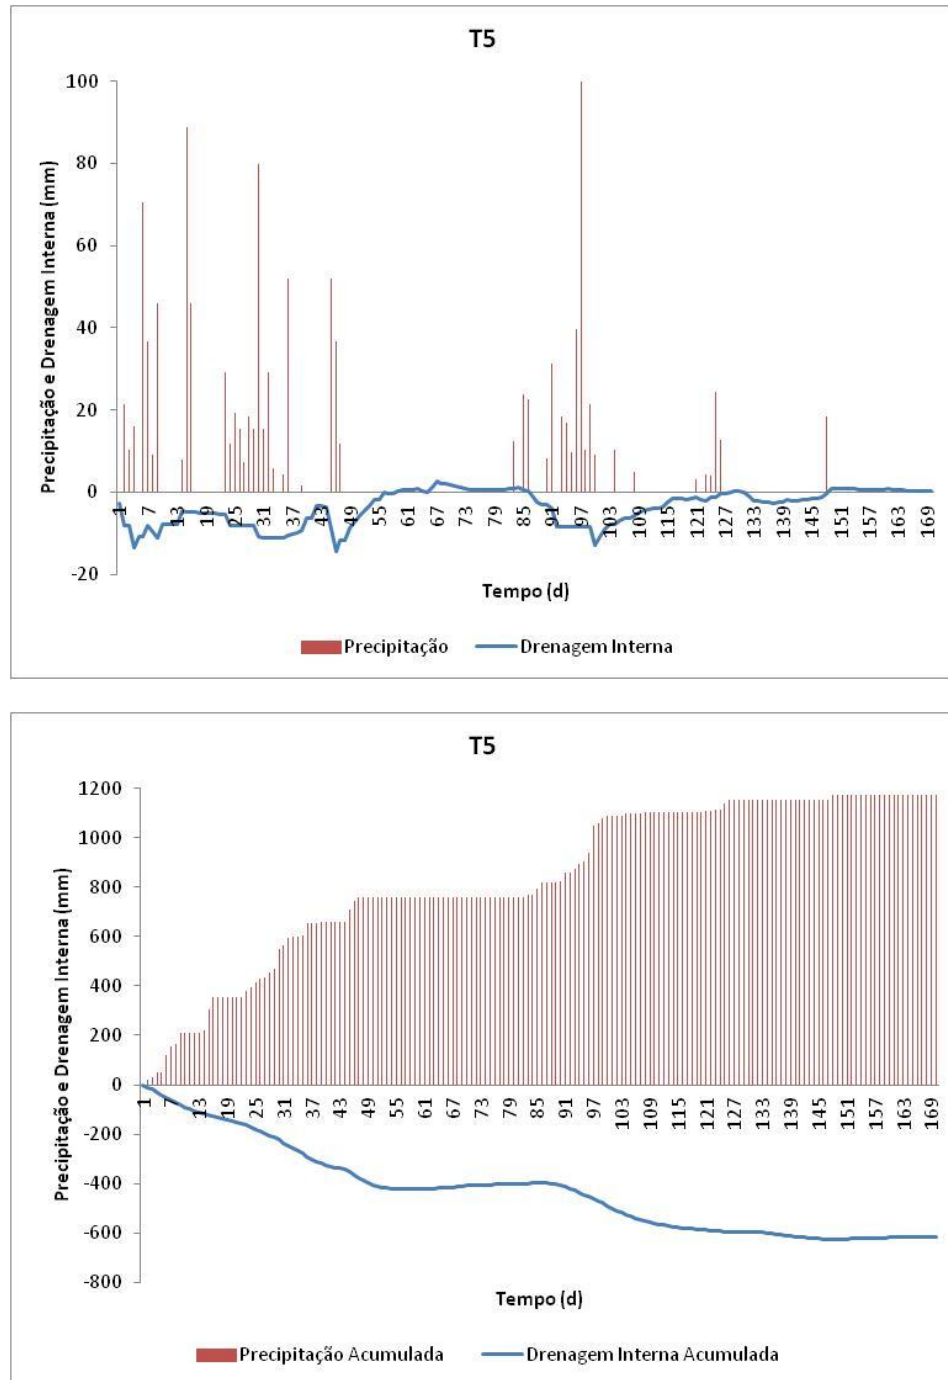 T5
Precipitação e Drenagem Interna (mm)
100
80
60
40
20
0
-20
1 7 13 19 25 31 37 43 49 55 61 67 73 79 85 91 97 103 109 115 121 127 133 139 145 151 157 163 169
Tempo (d)
Precipitação Drenagem Interna
T5
Precipitação e Drenagem Interna (mm)
1200
1000
800
600
400
200
0
-200
-400
-600
-800
1 7 13 19 25 31 37 43 49 55 61 67 73 79 85 91 97 103 109 115 121 127 133 139 145 151 157 163 169
Tempo (d)
Precipitação Acumulada Drenagem Interna Acumulada